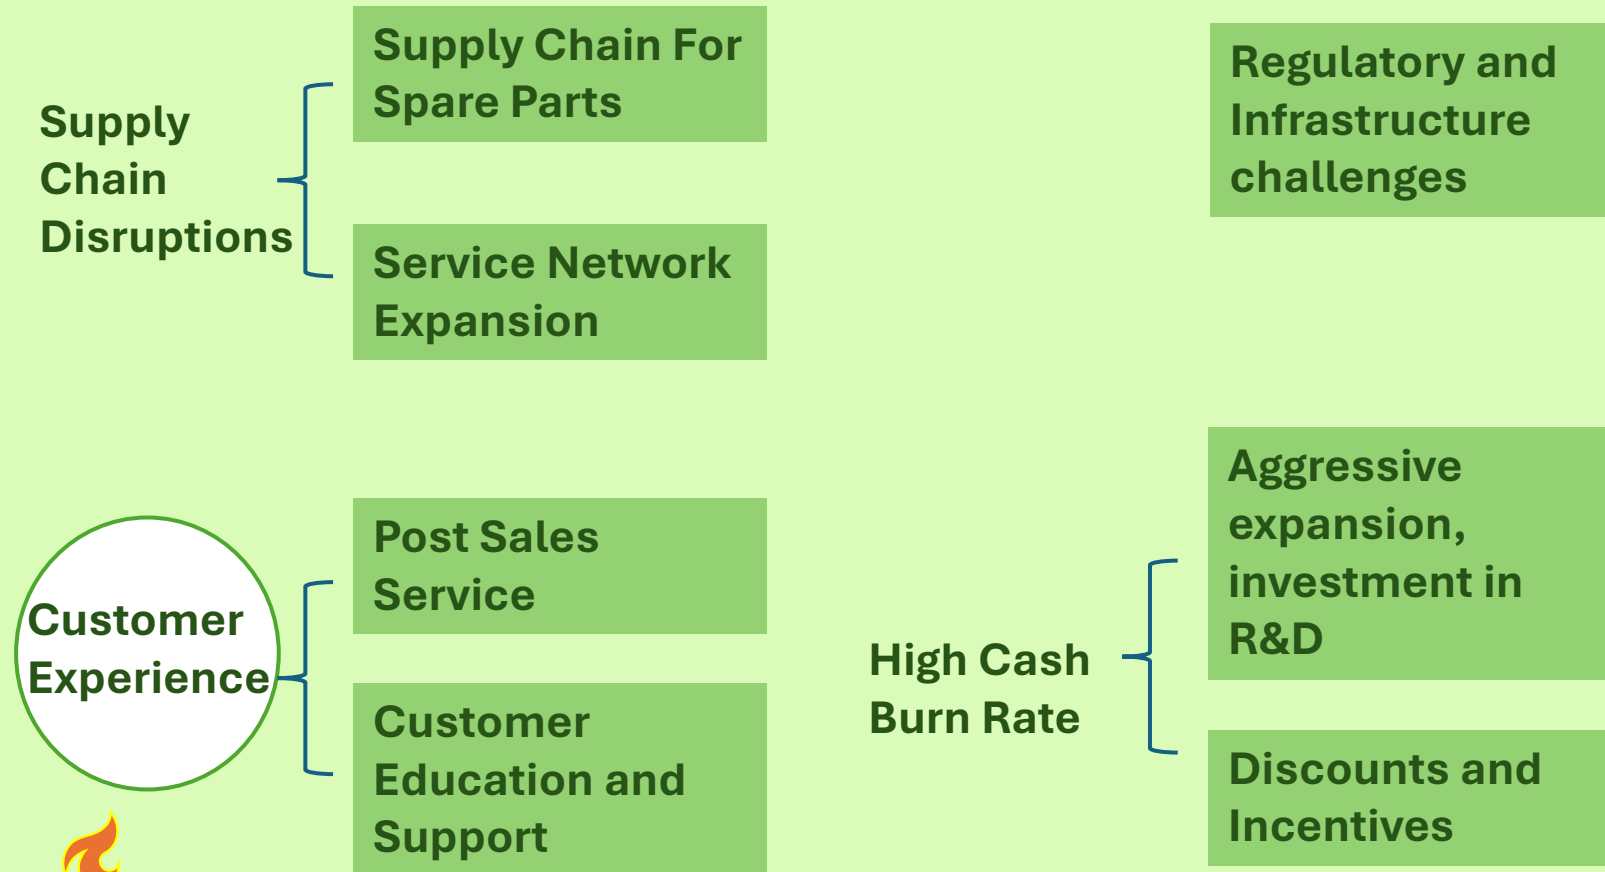 Supply
Chain
Disruptions
Supply Chain For
Spare Parts
Service Network
Expansion
Regulatory and
Infrastructure
challenges
Customer
Experience
Post Sales
Service
Customer
Education and
Support
High Cash
Burn Rate
Aggressive
expansion,
investment in
R&D
Discounts and
Incentives